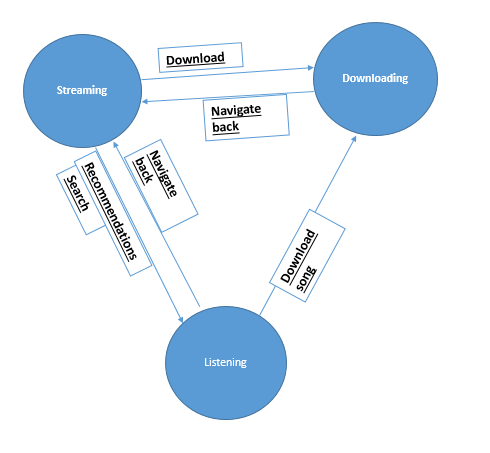 Download
Streaming
Downloading
Navigate
back
Navigate
back
Recommendations
Search
Download
song
Listening